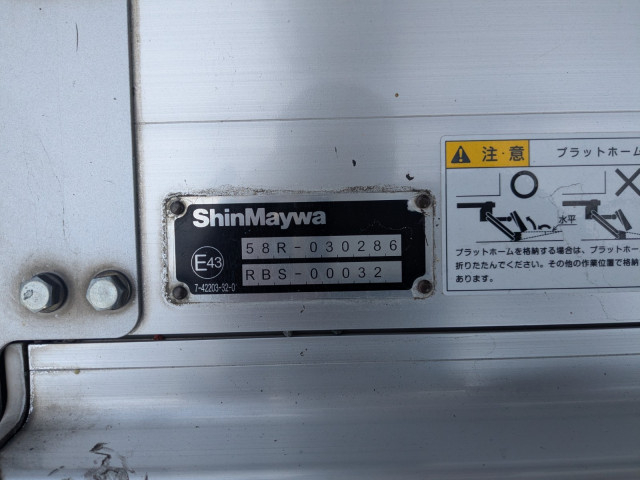 ShinMaywa
58R-030286
E43
RBS-00032
7-42203-92-0
注・意
プラットホーム
水平
プラットホームを格納する場合は、プラットホー
折りたたんでください。その他の作業位置で格納
あります。